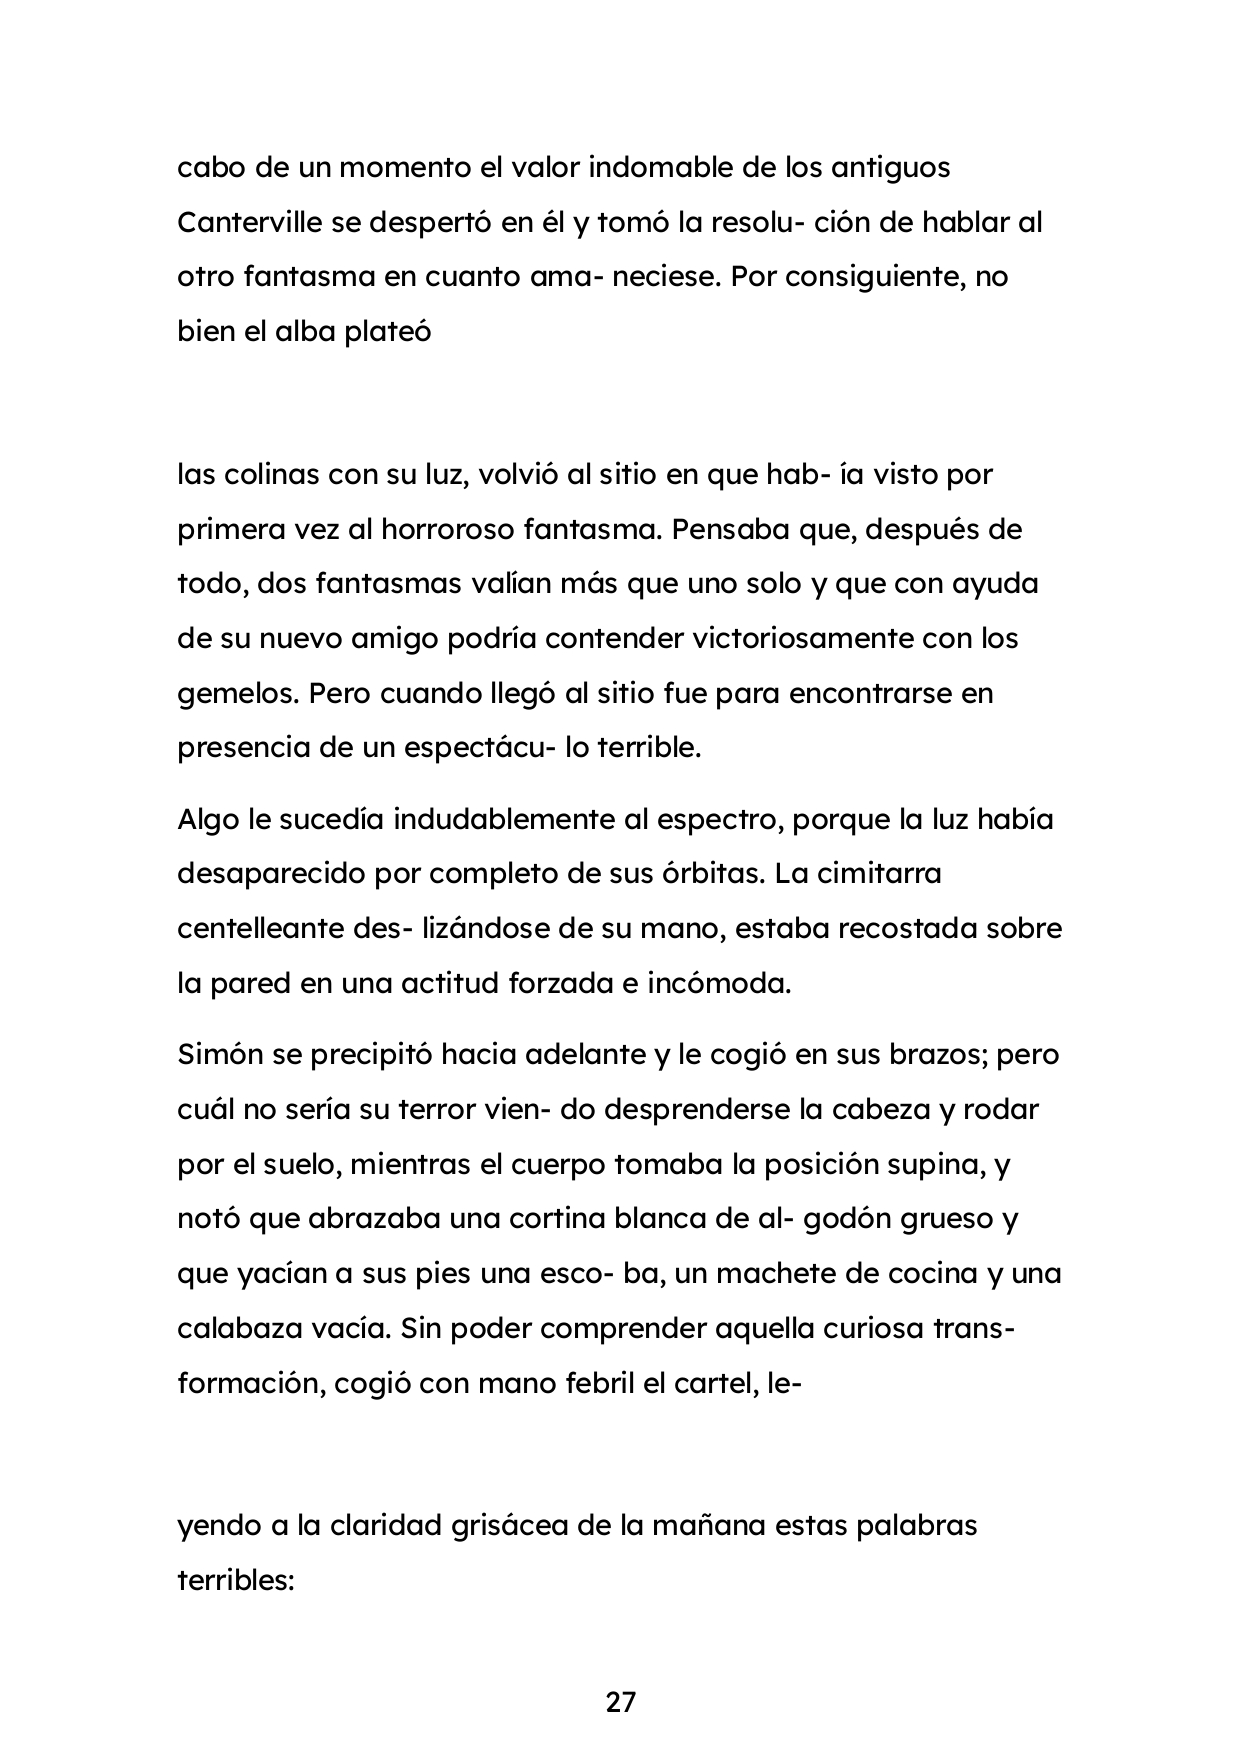 cabo de un momento el valor indomable de los antiguos
Canterville se despertó en él y tomó la resolu- ción de hablar al
otro fantasma en cuanto ama- neciese. Por consiguiente, no
bien el alba plateó
las colinas con su luz, volvió al sitio en que hab- ía visto por
primera vez al horroroso fantasma. Pensaba que, después de
todo, dos fantasmas valían más que uno solo y que con ayuda
de su nuevo amigo podría contender victoriosamente con los
gemelos. Pero cuando llegó al sitio fue para encontrarse en
presencia de un espectácu- lo terrible.
Algo le sucedía indudablemente al espectro, porque la luz había
desaparecido por completo de sus órbitas. La cimitarra
centelleante des- lizándose de su mano, estaba recostada sobre
la pared en una actitud forzada e incómoda.
Simón se precipitó hacia adelante y le cogió en sus brazos; pero
cuál no sería su terror vien- do desprenderse la cabeza y rodar
por el suelo, mientras el cuerpo tomaba la posición supina, y
notó que abrazaba una cortina blanca de al- godón grueso y
que yacían a sus pies una esco- ba, un machete de cocina y una
calabaza vacía. Sin poder comprender aquella curiosa trans-
formación, cogió con mano febril el cartel, le-
yendo a la claridad grisácea de la mañana estas palabras
terribles:
27